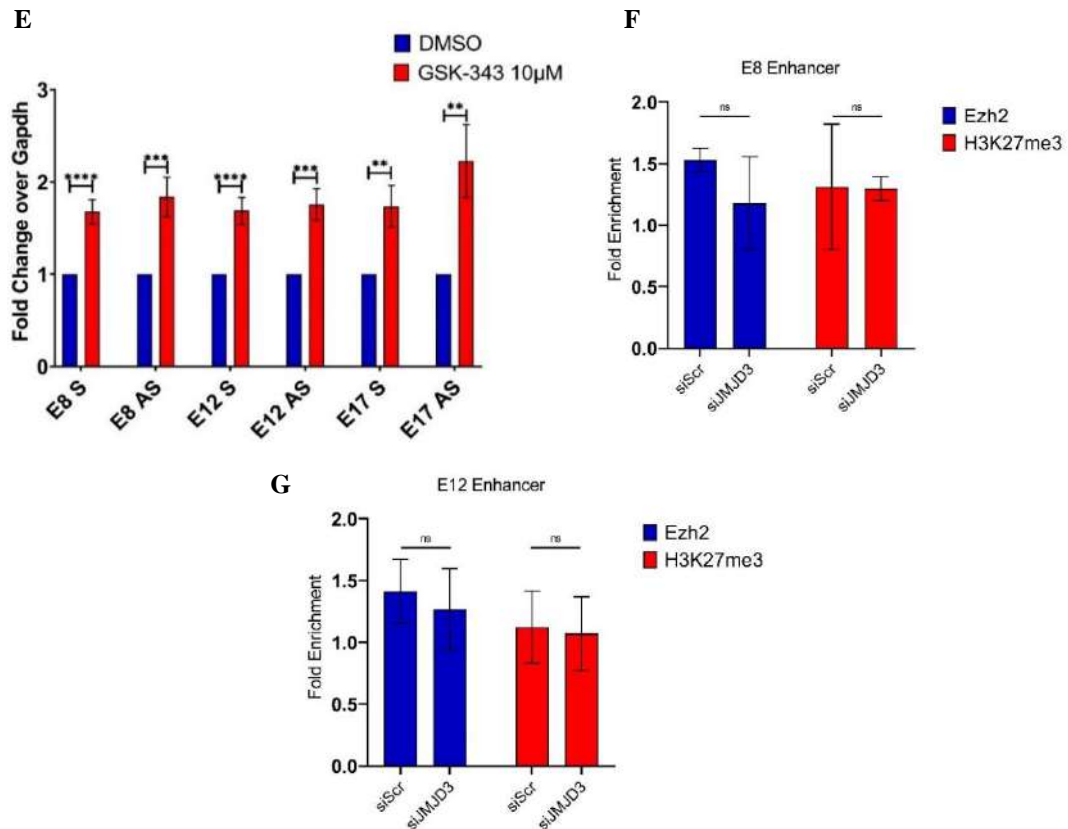 E
DMSO
GSK-343 10µM
Fold Change over Gapdh
3
2
1
0
**** *** **** *** ** **
E8 S
E8 AS
E12 S
E12 AS
E17 S
E17 AS
F
E8 Enhancer
Ezh2
H3K27me3
Fold Enrichment
2.0
1.5
1.0
0.5
0.0
ns ns
siScr
siJMJD3
siScr
siJMJD3
G
E12 Enhancer
Ezh2
H3K27me3
Fold Enrichment
2.0
1.5
1.0
0.5
0.0
ns ns
siScr
siJMJD3
siScr
siJMJD3